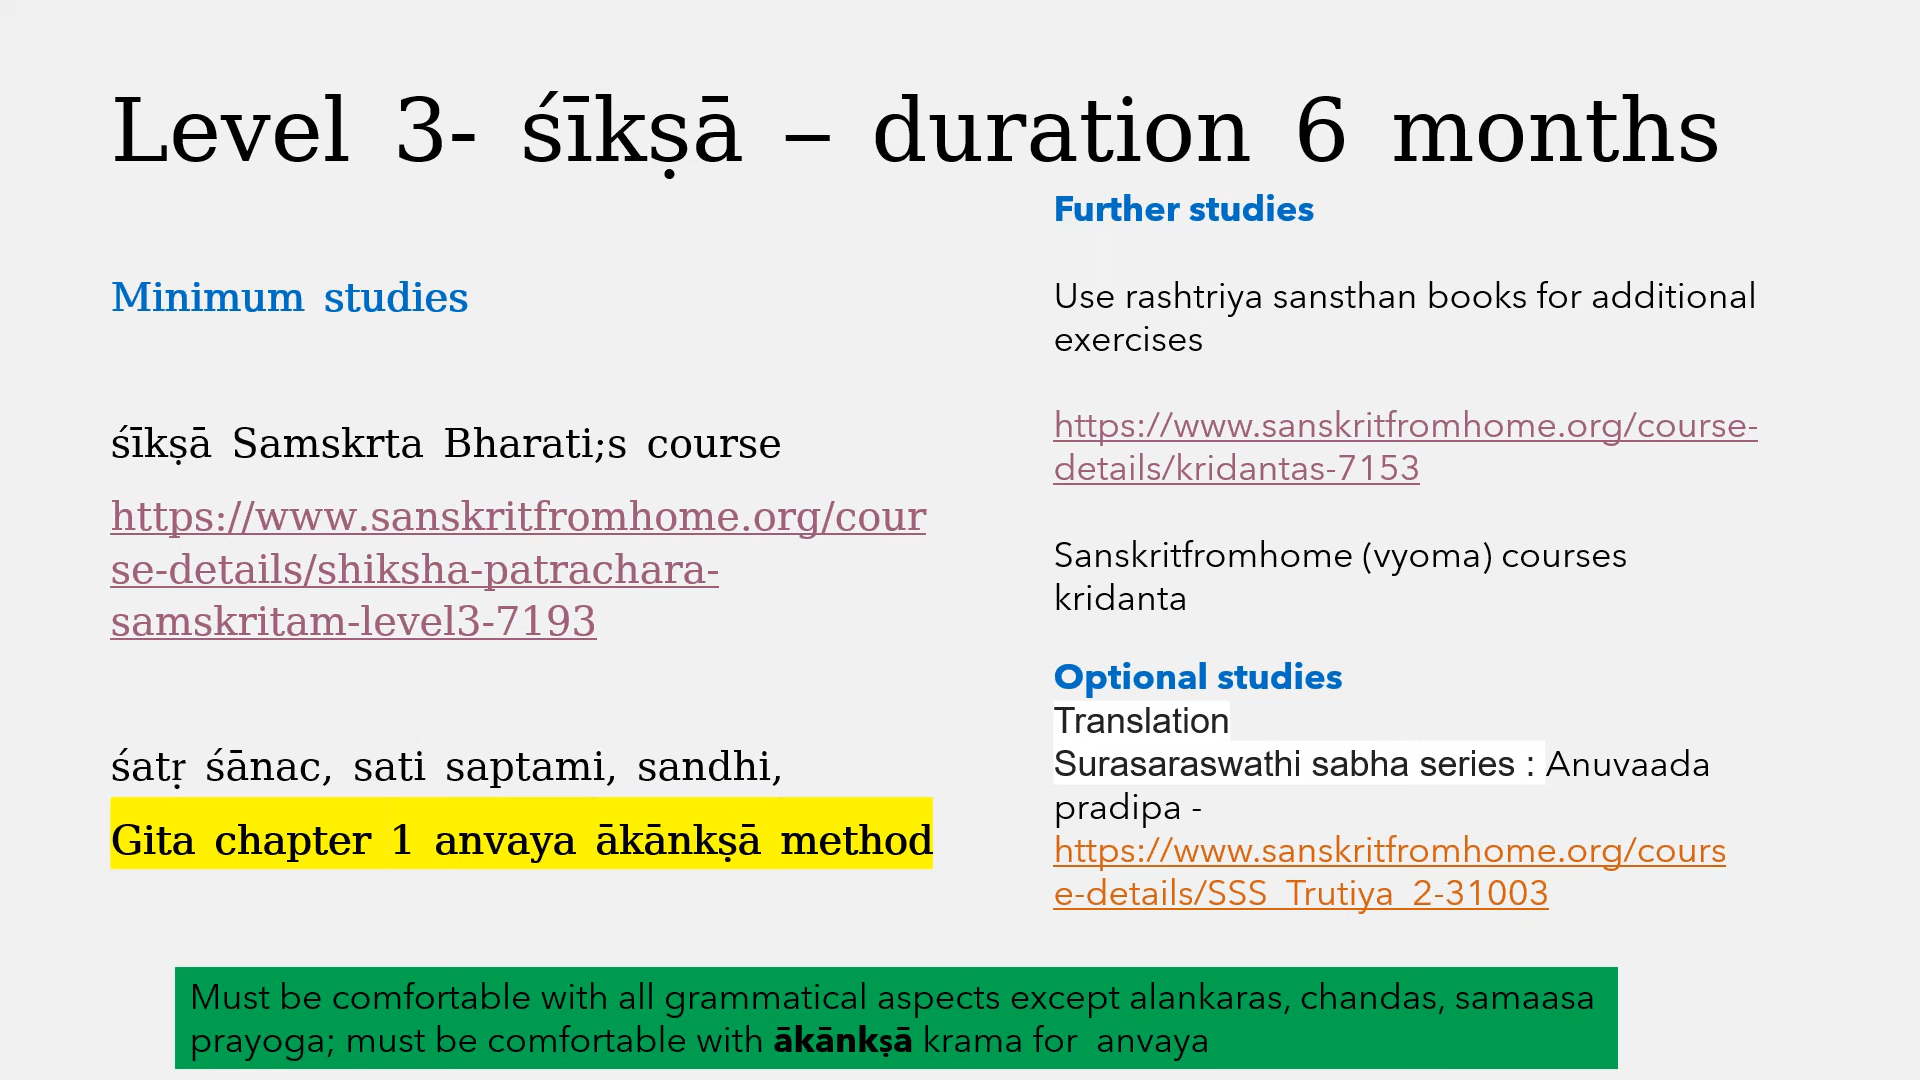 Level 3- śīkṣā – duration 6 months
Minimum studies
śīkṣā Samskrta Bharati;s course
https://www.sanskritfromhome.org/cour
se-details/shiksha-patrachara-
samskritam-level3-7193
śatṛ śānac, sati saptami, sandhi,
Gita chapter 1 anvaya ākānkṣā method
Further studies
Use rashtriya sansthan books for additional
exercises
https://www.sanskritfromhome.org/course-
details/kridantas-7153
Sanskritfromhome (vyoma) courses
kridanta
Optional studies
Translation
Surasaraswathi sabha series : Anuvaada
pradipa -
https://www.sanskritfromhome.org/cours
e-details/SSS_Trutiya_2-31003
Must be comfortable with all grammatical aspects except alankaras, chandas, samaasa
prayoga; must be comfortable with ākānkṣā krama for  anvaya